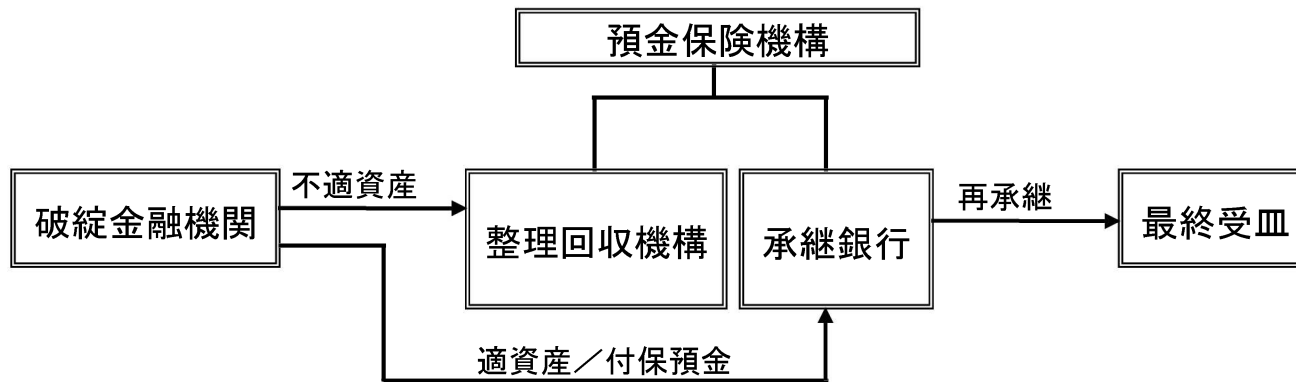 預金保険機構
不適資産
破綻金融機関
整理回収機構
承継銀行
再承継
最終受皿
適資産／付保預金